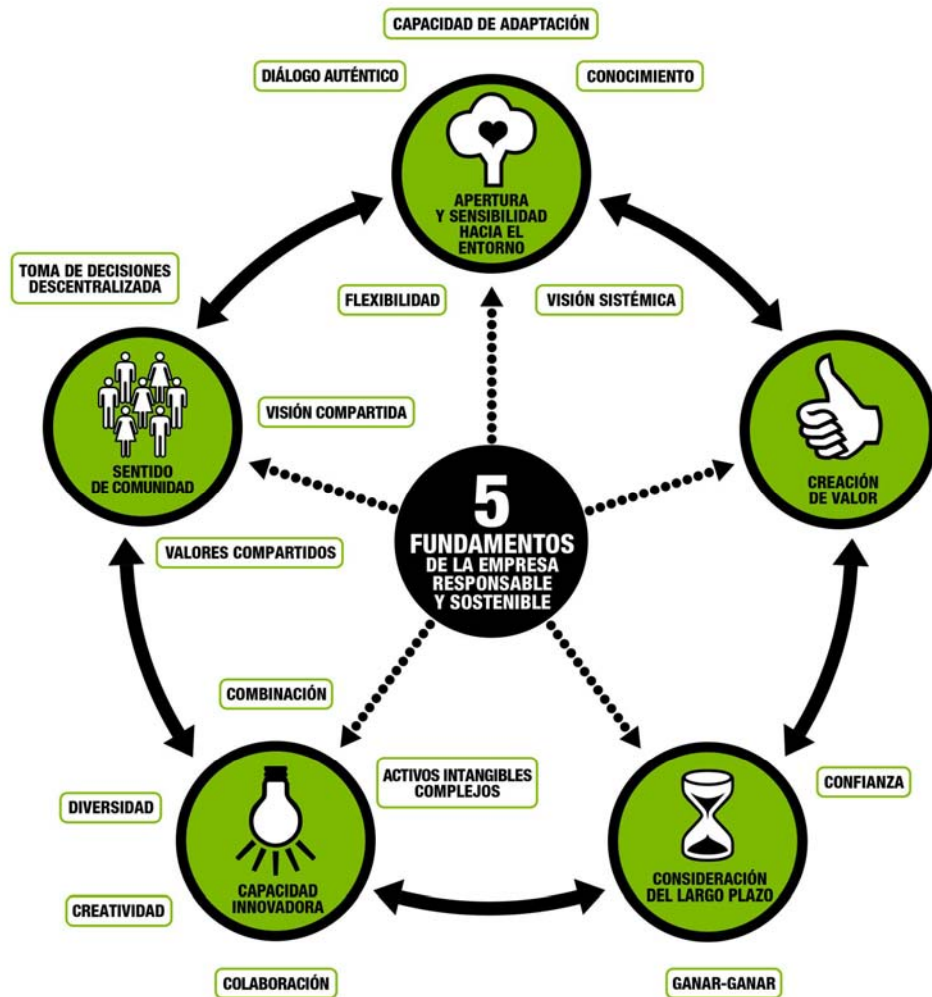 CAPACIDAD DE ADAPTACIÓN
DIÁLOGO AUTÉNTICO
CONOCIMIENTO
APERTURA
Y SENSIBILIDAD
HACIA EL
ENTORNO
TOMA DE DECISIONES
DESCENTRALIZADA
FLEXIBILIDAD
VISIÓN SISTÉMICA
SENTIDO
DE COMUNIDAD
VISIÓN COMPARTIDA
CREACIÓN
DE VALOR
5
FUNDAMENTOS
DE LA EMPRESA
RESPONSABLE
Y SOSTENIBLE
VALORES COMPARTIDOS
COMBINACIÓN
ACTIVOS INTANGIBLES
COMPLEJOS
DIVERSIDAD
CONFIANZA
CAPACIDAD
INNOVADORA
CONSIDERACIÓN
DEL LARGO PLAZO
CREATIVIDAD
COLABORACIÓN
GANAR-GANAR